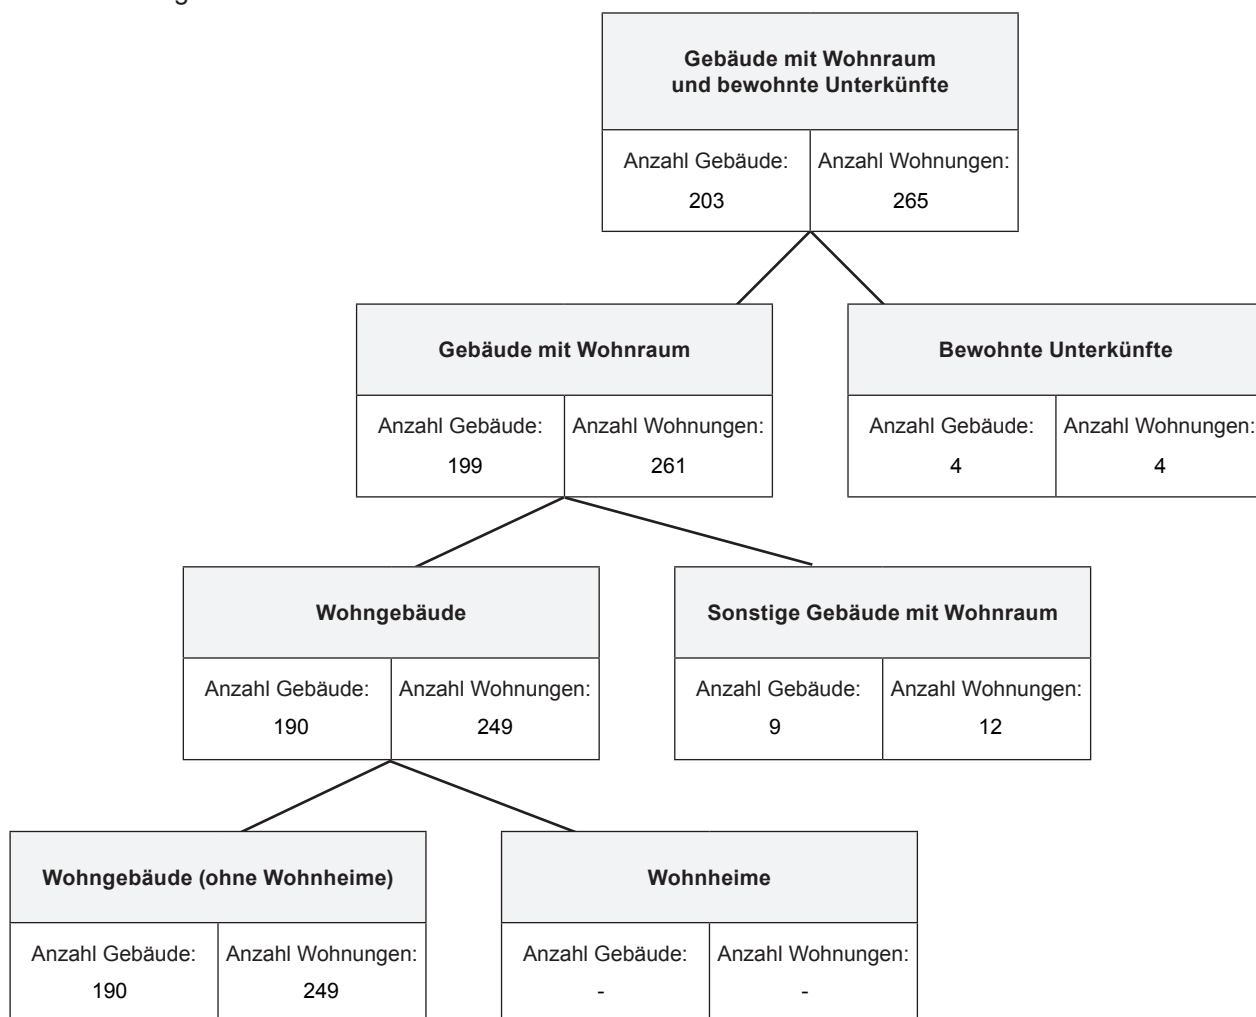 Gebäude mit Wohnraum
und bewohnte Unterkünfte
Anzahl Gebäude: Anzahl Wohnungen:
203 265
Gebäude mit Wohnraum
Anzahl Gebäude: Anzahl Wohnungen:
199 261
Bewohnte Unterkünfte
Anzahl Gebäude: Anzahl Wohnungen:
4 4
Wohngebäude
Anzahl Gebäude: Anzahl Wohnungen:
190 249
Sonstige Gebäude mit Wohnraum
Anzahl Gebäude: Anzahl Wohnungen:
9 12
Wohngebäude (ohne Wohnheime)
Anzahl Gebäude: Anzahl Wohnungen:
190 249
Wohnheime
Anzahl Gebäude: Anzahl Wohnungen:
- -